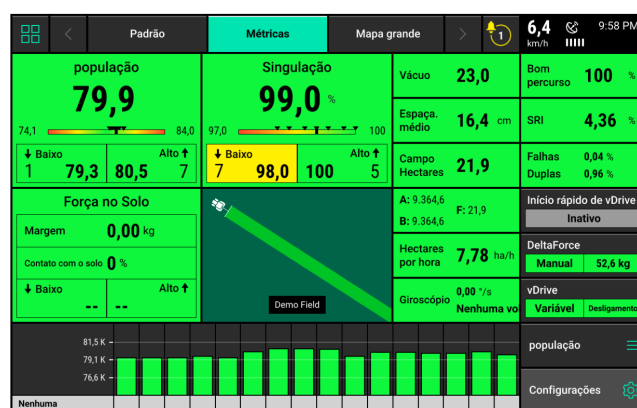 Padrão
Métricas
Mapa grande
1
6,4
km/h
9:58 PM
população
79,9
74,1
84,0
Baixo
Alto
1
79,3
80,5
7
Singulação
99,0 %
97,0
100
Baixo
Alto
7
98,0
100
5
Vácuo
23,0
Espaça. médio
16,4 cm
Campo Hectares
21,9
Bom percurso
100 %
SRI
4,36 %
Falhas
0,04 %
Duplas
0,96 %
Força no Solo
Margem
0,00 kg
Contato com o solo
0 %
Baixo
Alto
--
--
Demo Field
A: 9.364,6
B: 9.364,6
F: 21,9
Hectares por hora
7,78 ha/h
Giroscópio
0,00 °/s
Nenhuma vo
Início rápido de vDrive
Inativo
DeltaForce
Manual
52,6 kg
vDrive
Variável
Desligamento
81,5 K
79,1 K
76,6 K
Nenhuma
população
Configurações